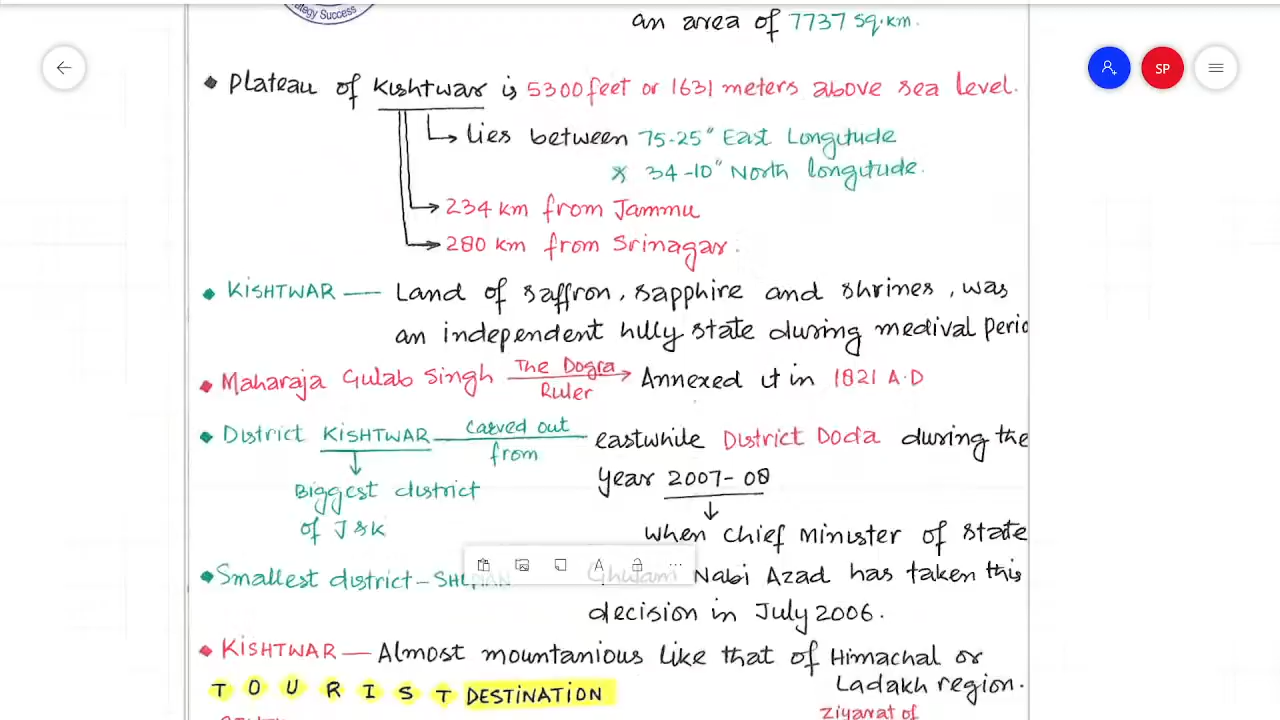 ategy Success
an area of 7737 sq.km.
Plateau of Kishtwar is 5300 feet or 1631 meters above sea level.
Lies between 75-25" East Longitude
& 34-10" North longitude.
234 km from Jammu
280 km from Srinagar.
KISHTWAR — Land of saffron, sapphire and shrines, was
an independent hilly state during medival perio
Maharaja Gulab Singh The Dogra Ruler → Annexed it in 1821 A.D
District KISHTWAR carved out from eastwhile District Doda during the
Year 2007-08
Biggest district
of J&K
when chief Minister of state
Smallest district - Nabi Azad has taken this
decision in July 2006.
KISHTWAR — Almost mountanious like that of Himachal or
Ladakh region.
TOURIST DESTINATION
ziyarat of
SP